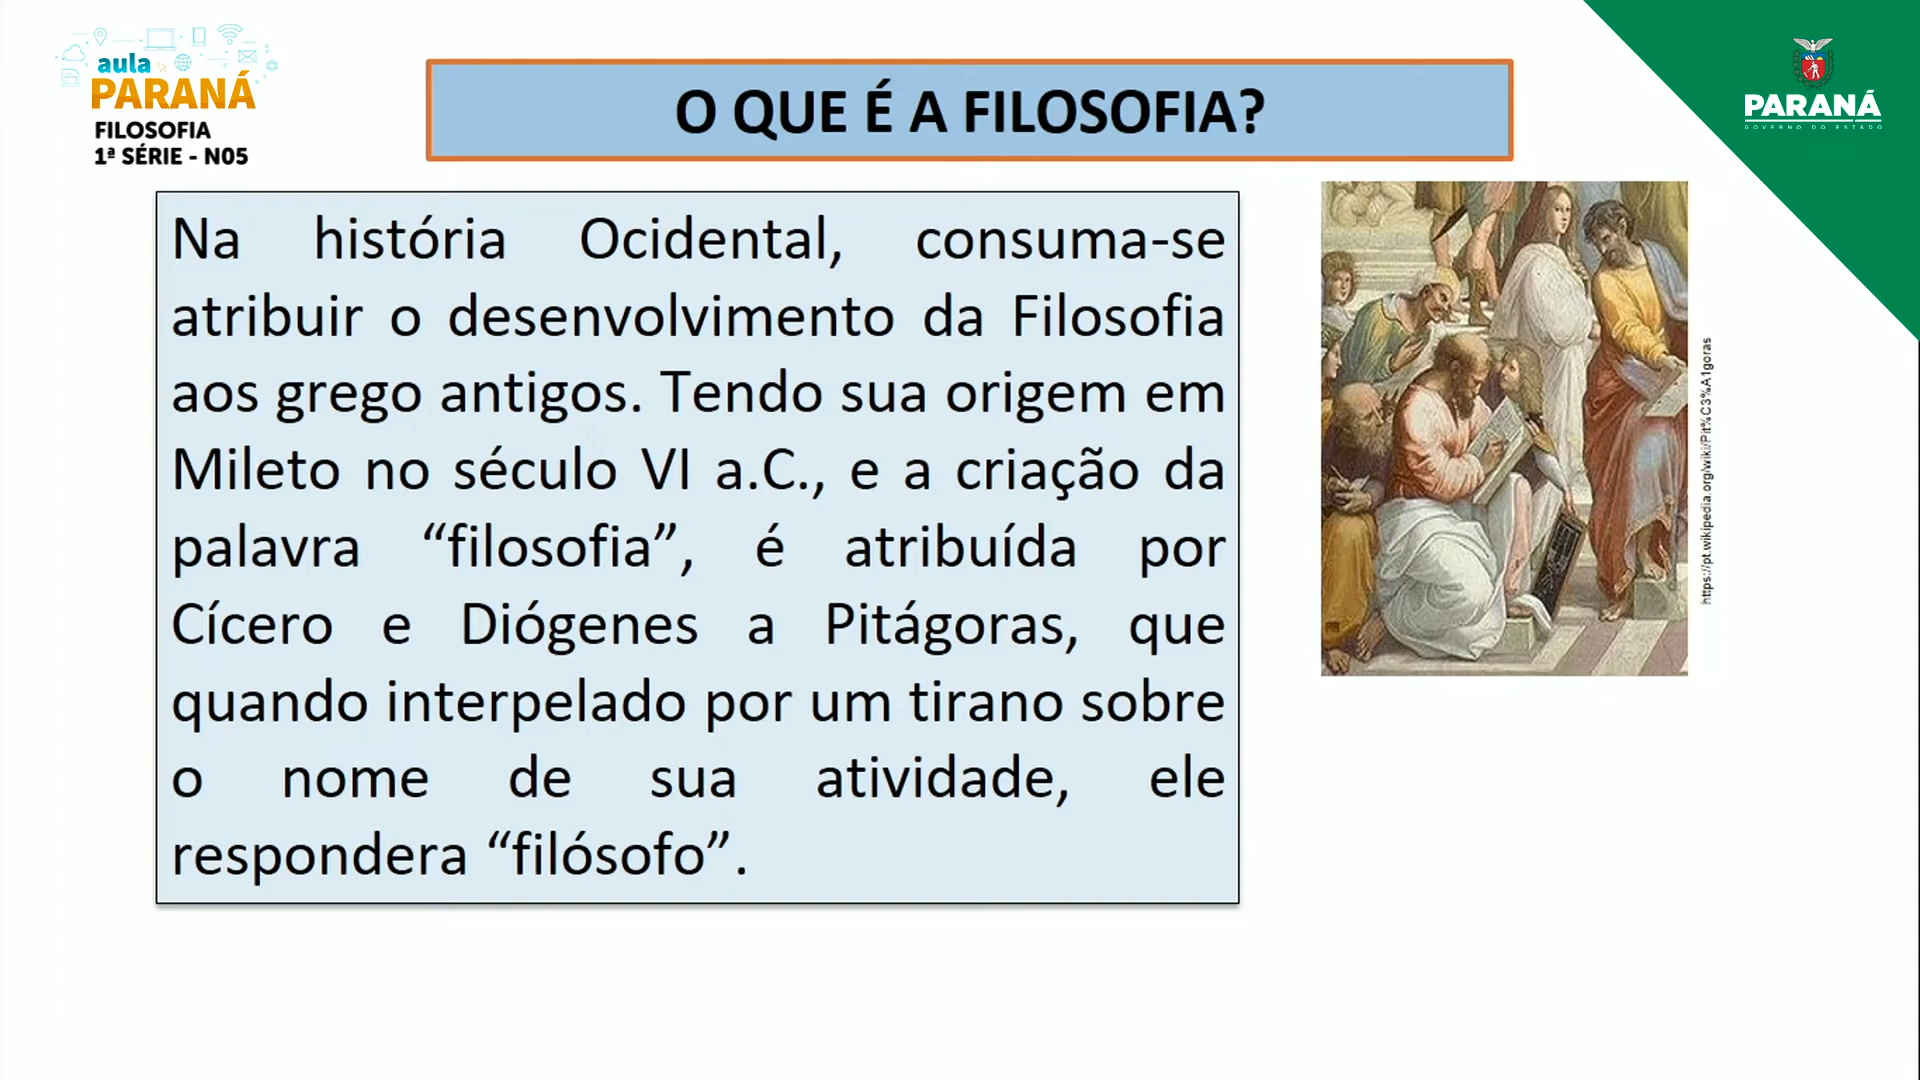 aula
PARANÁ
FILOSOFIA
1ª SÉRIE - N05
O QUE É A FILOSOFIA?
PARANÁ
GOVERNO DO ESTADO
Na história Ocidental, consuma-se
atribuir o desenvolvimento da Filosofia
aos grego antigos. Tendo sua origem em
Mileto no século VI a.C., e a criação da
palavra “filosofia”, é atribuída por
Cícero e Diógenes a Pitágoras, que
quando interpelado por um tirano sobre
o nome de sua atividade, ele
respondera “filósofo”.
https://pt.wikipedia.org/wiki/Pit%C3%A1goras